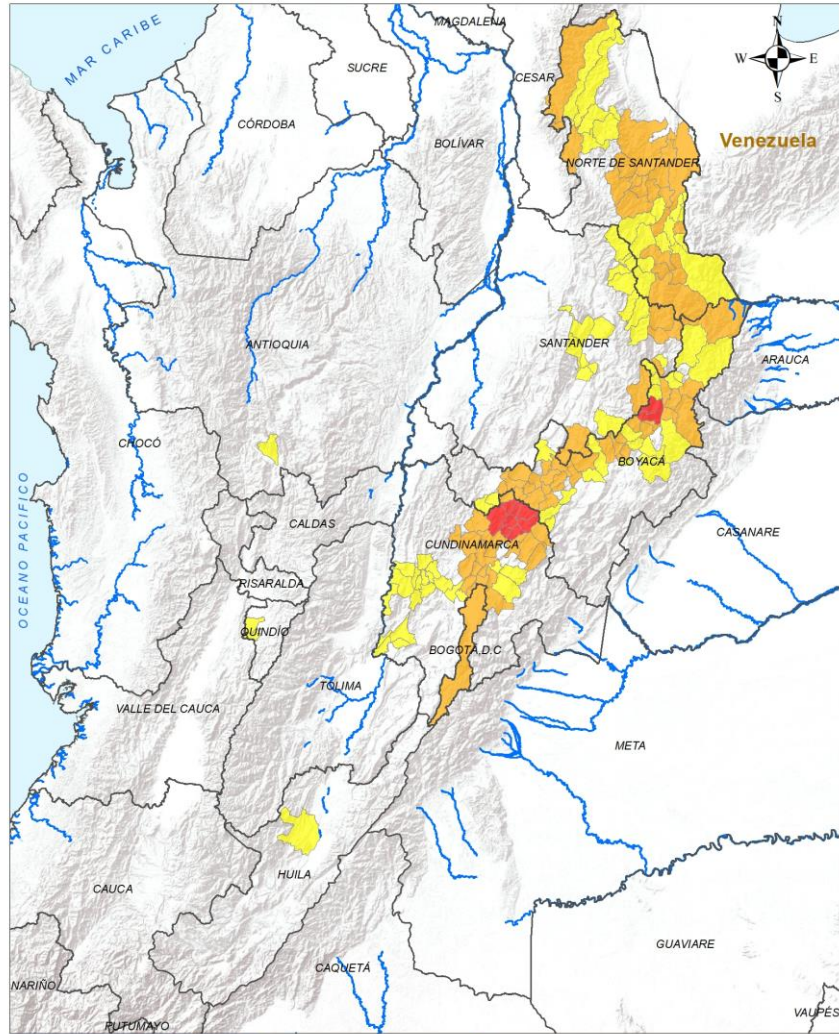 MAGDALENA
N
MAR CARIBE
SUCRE
CESAR
W
E
S
CÓRDOBA
BOLÍVAR
Venezuela
NORTE DE SANTANDER
ANTIOQUIA
SANTANDER
ARAUCA
CHOCÓ
BOYACÁ
OCEANO PACIFICO
CALDAS
CUNDINAMARCA
CASANARE
RISARALDA
QUINDÍO
BOGOTÁ,D.C
TOLIMA
VALLE DEL CAUCA
META
HUILA
CAUCA
GUAVIARE
CAQUETÁ
NARIÑO
VAUPÉS
PUTUMAYO